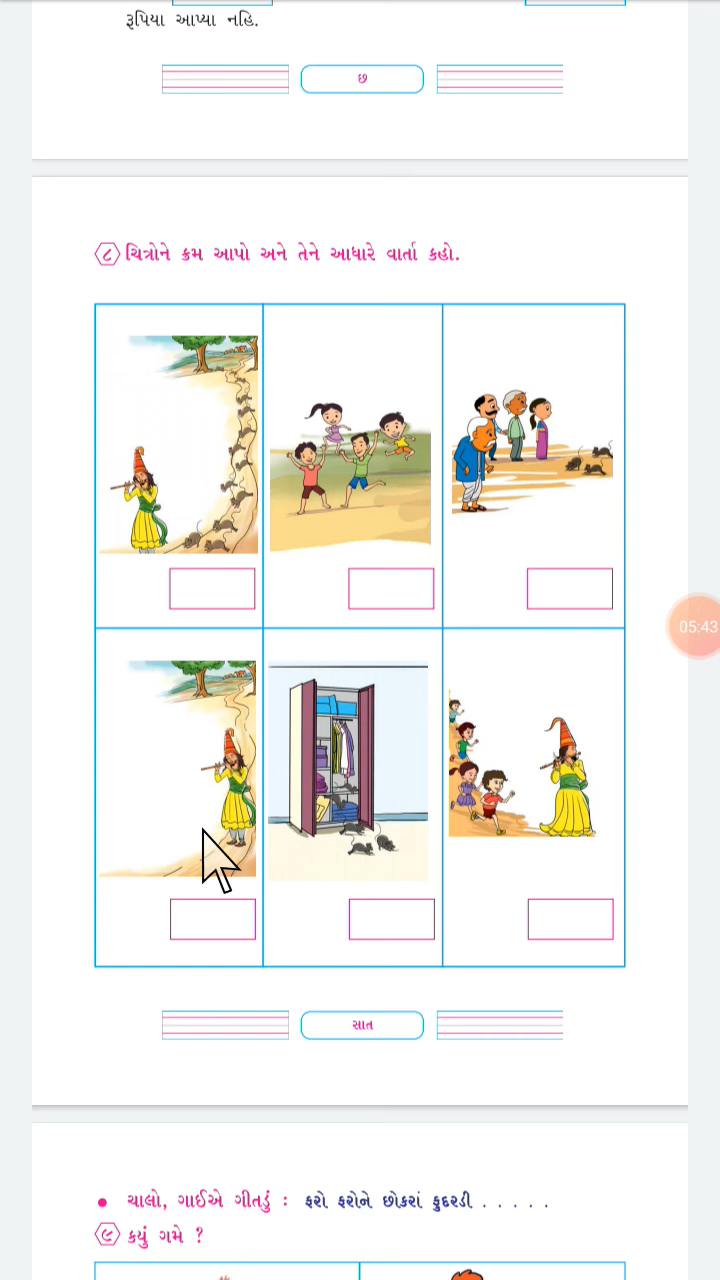 રૂપિયા આપ્યા નહિ.
છ
૮ ચિત્રોને ક્રમ આપો અને તેને આધારે વાર્તા કહો.
05:43
સાત
• ચાલો, ગાઈએ ગીતડું : ફરો ફરોને છોકરાં ફુદરડી . . . . .
૯ કયું ગમે ?